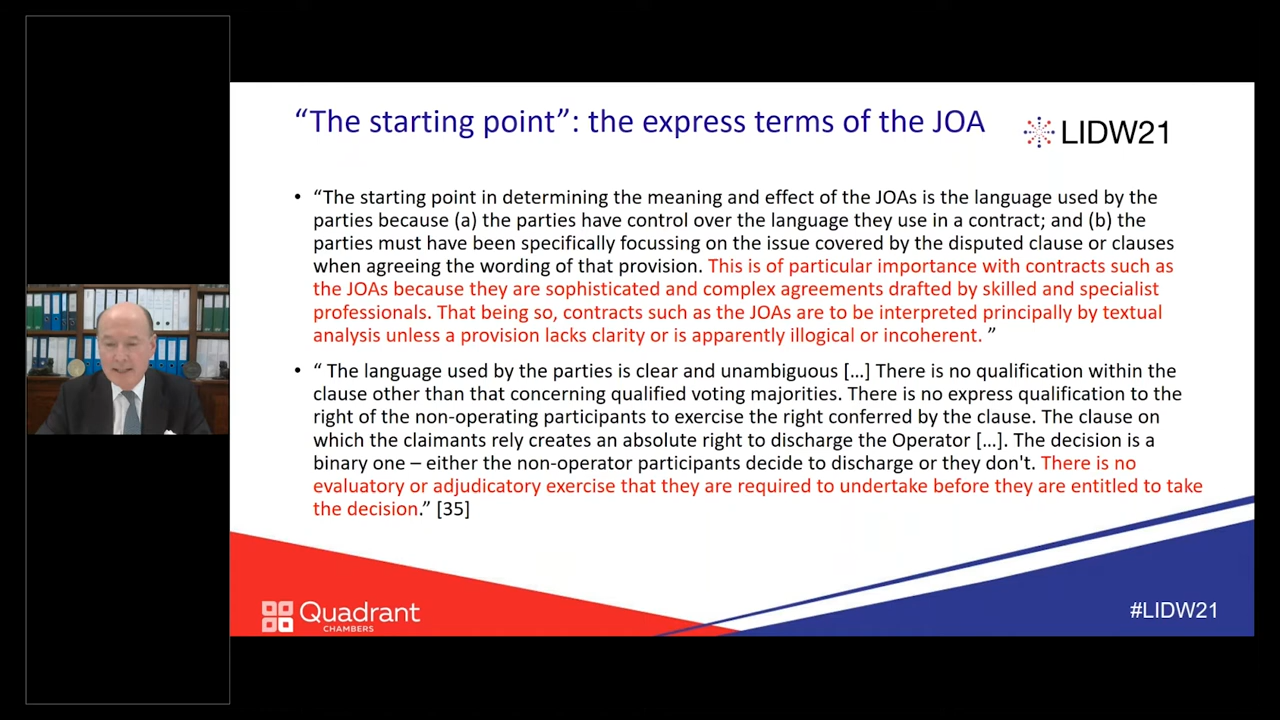 “The starting point”: the express terms of the JOA
LIDW21
• “The starting point in determining the meaning and effect of the JOAs is the language used by the
parties because (a) the parties have control over the language they use in a contract; and (b) the
parties must have been specifically focussing on the issue covered by the disputed clause or clauses
when agreeing the wording of that provision. This is of particular importance with contracts such as
the JOAs because they are sophisticated and complex agreements drafted by skilled and specialist
professionals. That being so, contracts such as the JOAs are to be interpreted principally by textual
analysis unless a provision lacks clarity or is apparently illogical or incoherent. ”
• “ The language used by the parties is clear and unambiguous […] There is no qualification within the
clause other than that concerning qualified voting majorities. There is no express qualification to the
right of the non-operating participants to exercise the right conferred by the clause. The clause on
which the claimants rely creates an absolute right to discharge the Operator […]. The decision is a
binary one – either the non-operator participants decide to discharge or they don't. There is no
evaluatory or adjudicatory exercise that they are required to undertake before they are entitled to take
the decision.” [35]
Quadrant
CHAMBERS
#LIDW21